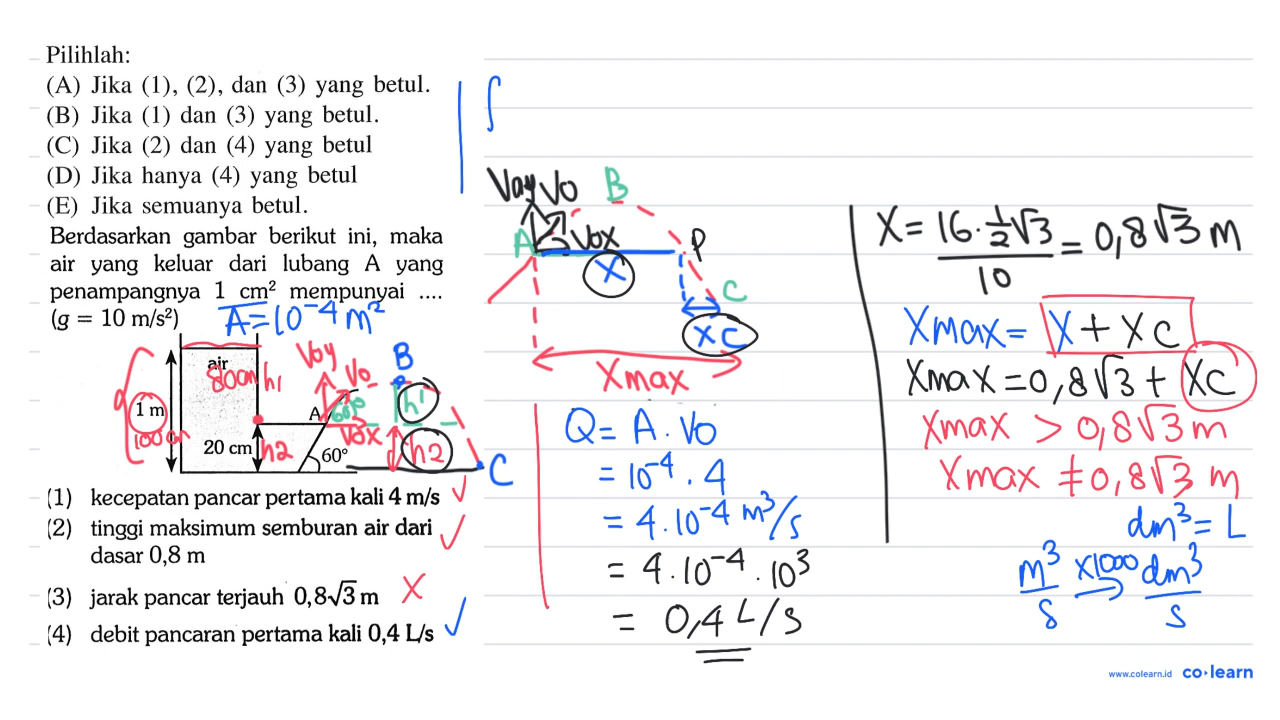 Pilihlah:
(A) Jika (1), (2), dan (3) yang betul.
(B) Jika (1) dan (3) yang betul.
(C) Jika (2) dan (4) yang betul
(D) Jika hanya (4) yang betul
(E) Jika semuanya betul.
Berdasarkan gambar berikut ini, maka
air yang keluar dari lubang A yang
penampangnya 1 cm² mempunyai ....
(g = 10 m/s²) A = 10⁻⁴ m²
air
80cm h1
1 m
100 cm
20 cm h2
A
60°
60°
Voy
Vo
Vox
B
h1
h2
C
(1) kecepatan pancar pertama kali 4 m/s ✓
(2) tinggi maksimum semburan air dari
dasar 0,8 m ✓
(3) jarak pancar terjauh 0,8√3 m X
(4) debit pancaran pertama kali 0,4 L/s ✓
∫
Voy Vo B
A Vox P
X
C
XC
Xmax
Q = A . Vo
= 10⁻⁴ . 4
= 4 . 10⁻⁴ m³/s
= 4 . 10⁻⁴ . 10³
= 0,4 L/s
X = 16 . ½√3 / 10 = 0,8√3 m
Xmax = X + XC
Xmax = 0,8√3 + XC
Xmax > 0,8√3 m
Xmax ≠ 0,8√3 m
dm³ = L
m³/s x1000 → dm³/s
www.colearn.id co·learn